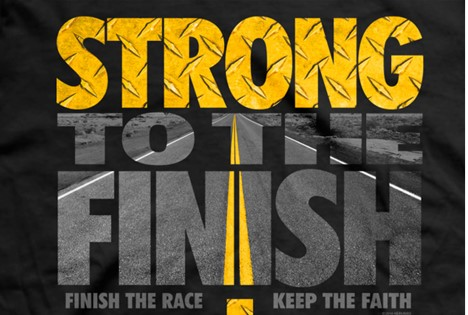 STRONG
TO THE
FINISH
FINISH THE RACE KEEP THE FAITH